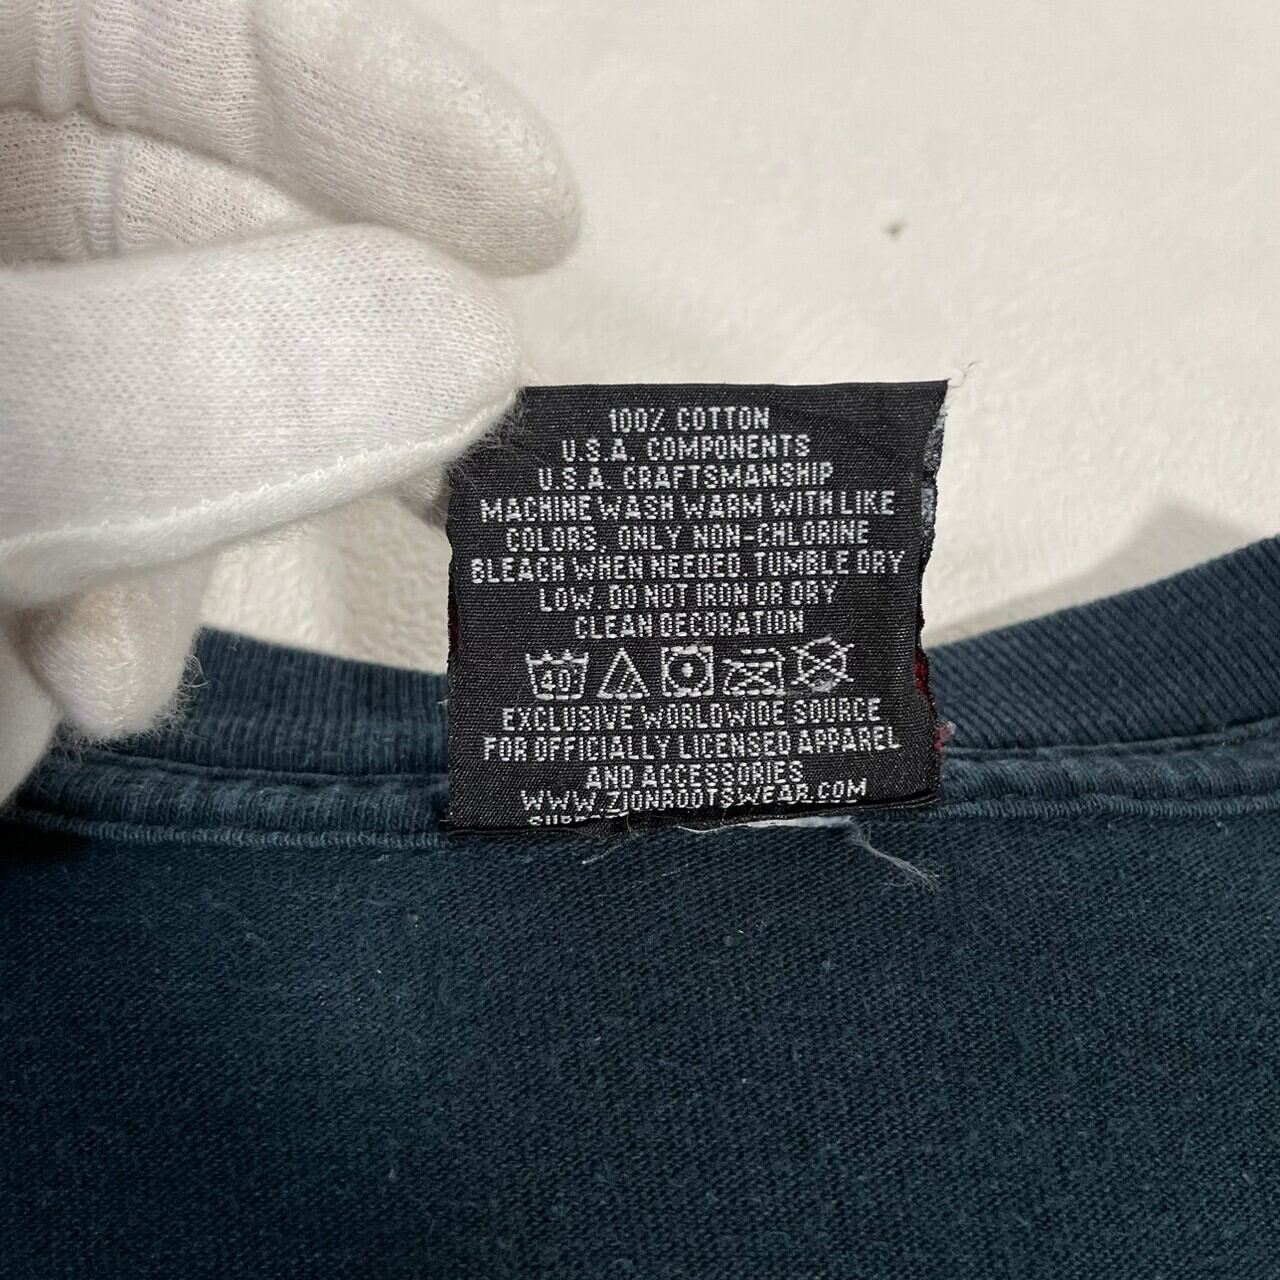 100% COTTON
U.S.A. COMPONENTS
U.S.A. CRAFTSMANSHIP
MACHINE WASH WARM WITH LIKE
COLORS. ONLY NON-CHLORINE
BLEACH WHEN NEEDED. TUMBLE DRY
LOW. DO NOT IRON OR DRY
CLEAN DECORATION
40
EXCLUSIVE WORLDWIDE SOURCE
FOR OFFICIALLY LICENSED APPAREL
AND ACCESSORIES
WWW.ZIONROOTSWEAR.COM